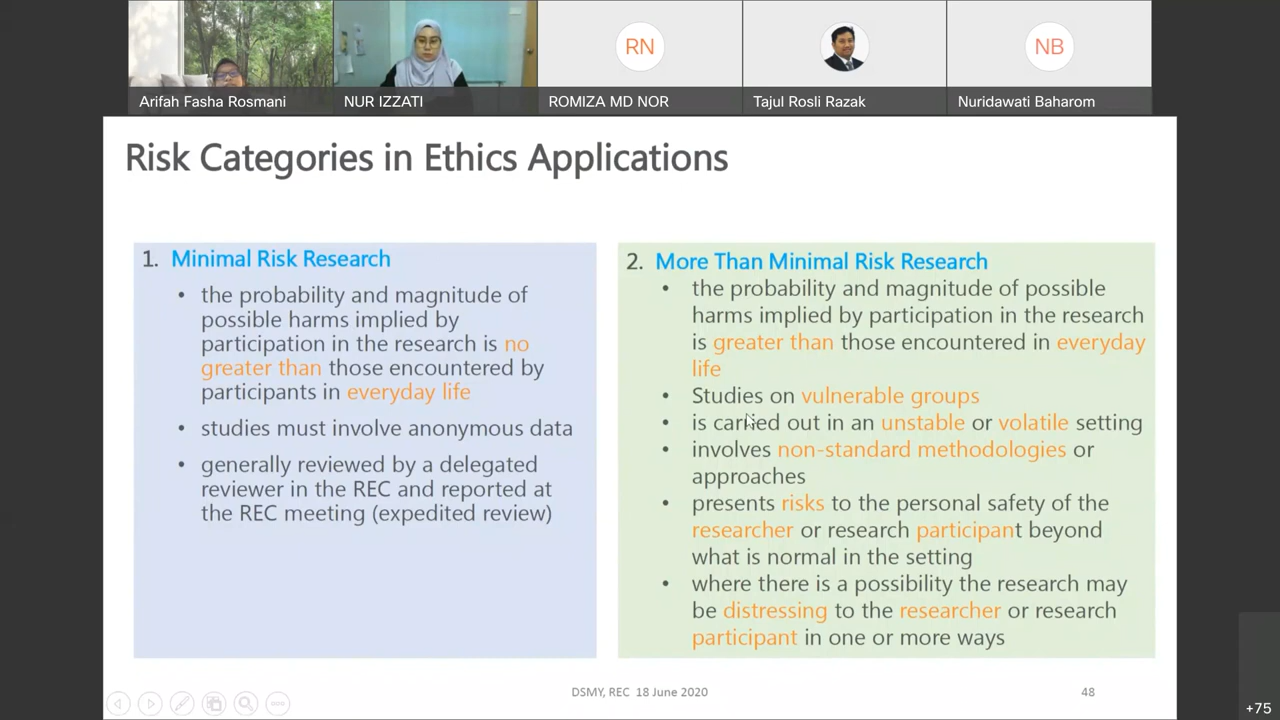 Arifah Fasha Rosmani
NUR IZZATI
RN
ROMIZA MD NOR
Tajul Rosli Razak
NB
Nuridawati Baharom
Risk Categories in Ethics Applications
1. Minimal Risk Research
• the probability and magnitude of
possible harms implied by
participation in the research is no
greater than those encountered by
participants in everyday life
• studies must involve anonymous data
• generally reviewed by a delegated
reviewer in the REC and reported at
the REC meeting (expedited review)
2. More Than Minimal Risk Research
• the probability and magnitude of possible
harms implied by participation in the research
is greater than those encountered in everyday
life
• Studies on vulnerable groups
• is carried out in an unstable or volatile setting
• involves non-standard methodologies or
approaches
• presents risks to the personal safety of the
researcher or research participant beyond
what is normal in the setting
• where there is a possibility the research may
be distressing to the researcher or research
participant in one or more ways
DSMY, REC 18 June 2020
48
+75